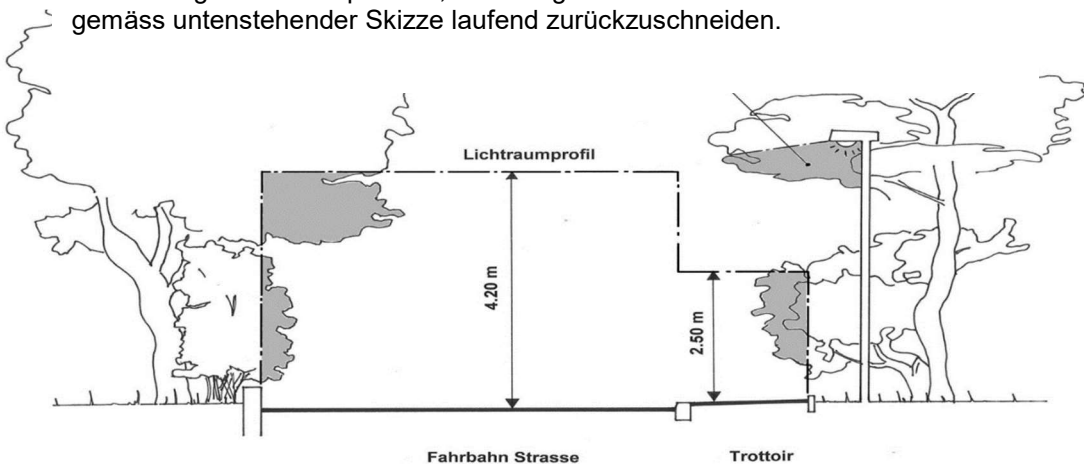 gemäss untenstehender Skizze laufend zurückzuschneiden.
Lichtraumprofil
4.20 m
2.50 m
Fahrbahn Strasse
Trottoir